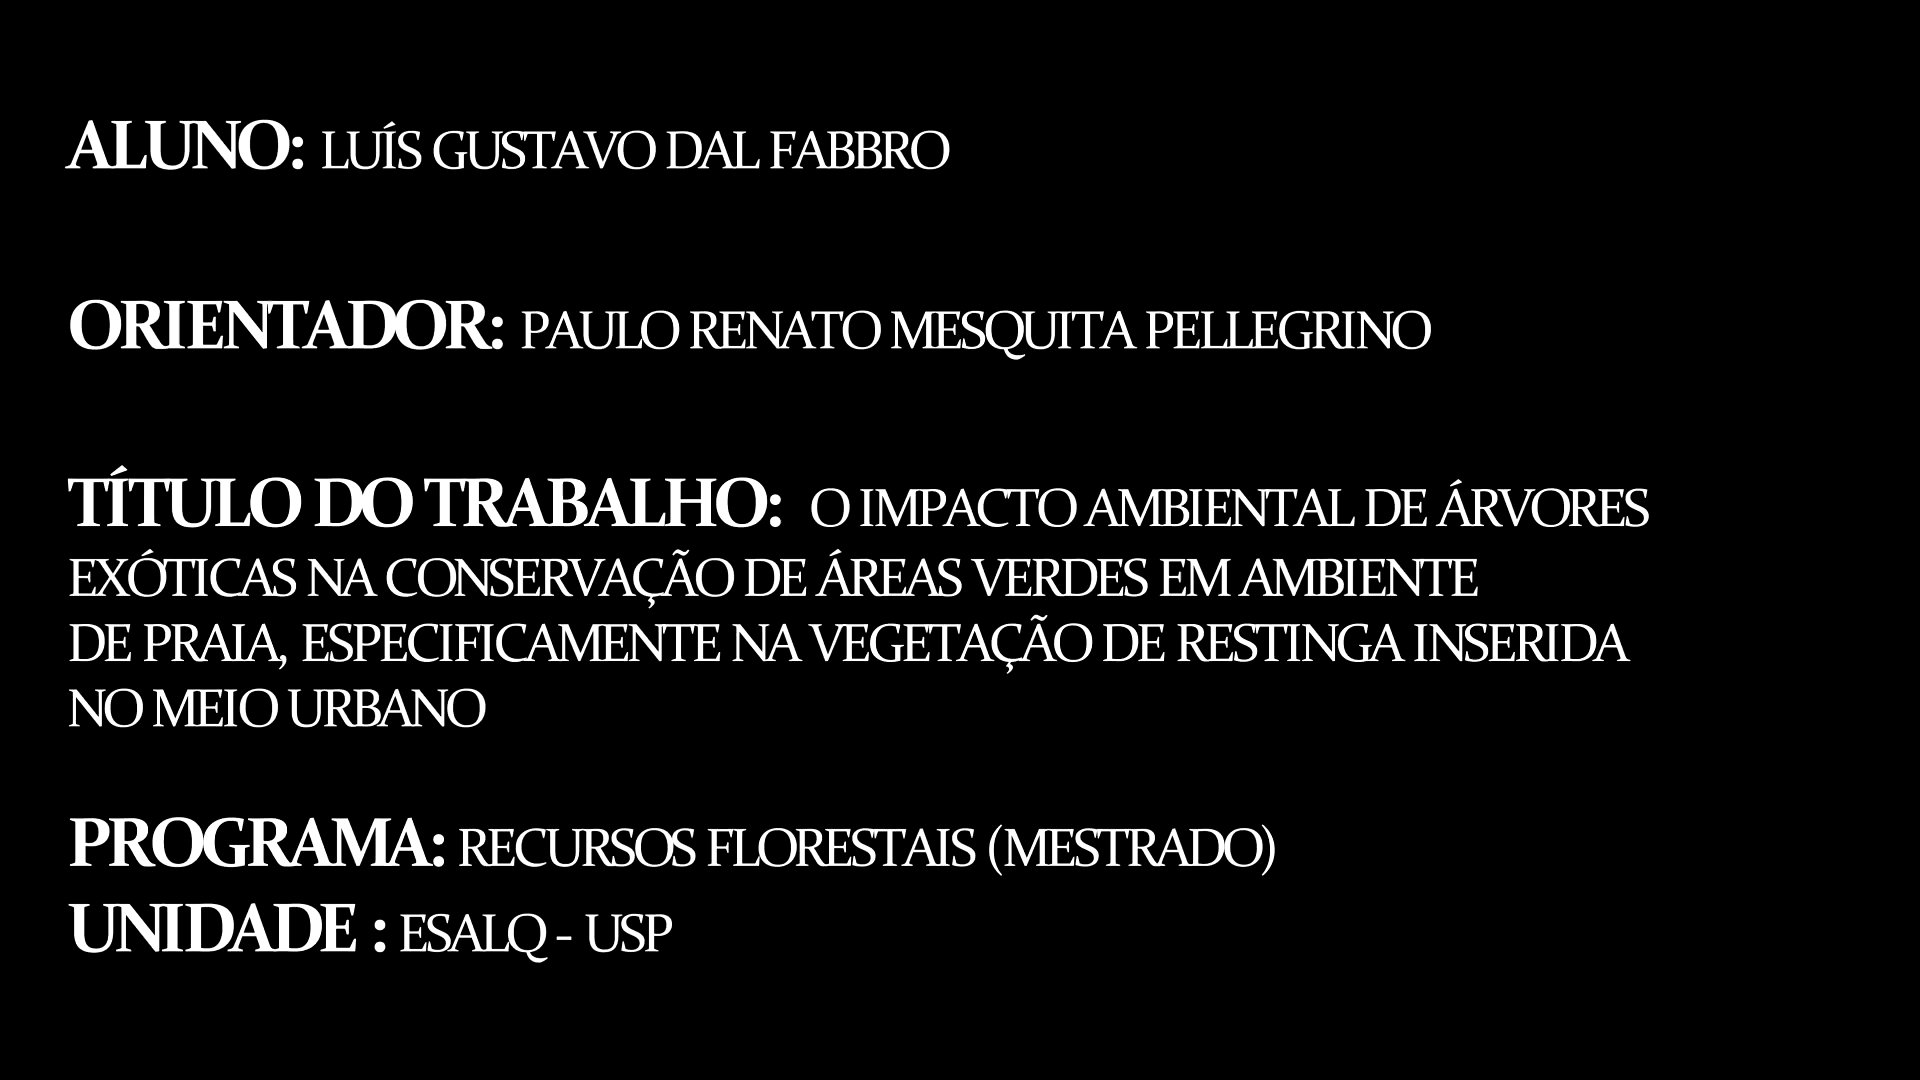 ALUNO: LUÍS GUSTAVO DAL FABBRO
ORIENTADOR: PAULO RENATO MESQUITA PELLEGRINO
TÍTULO DO TRABALHO: O IMPACTO AMBIENTAL DE ÁRVORES
EXÓTICAS NA CONSERVAÇÃO DE ÁREAS VERDES EM AMBIENTE
DE PRAIA, ESPECIFICAMENTE NA VEGETAÇÃO DE RESTINGA INSERIDA
NO MEIO URBANO
PROGRAMA: RECURSOS FLORESTAIS (MESTRADO)
UNIDADE : ESALQ - USP